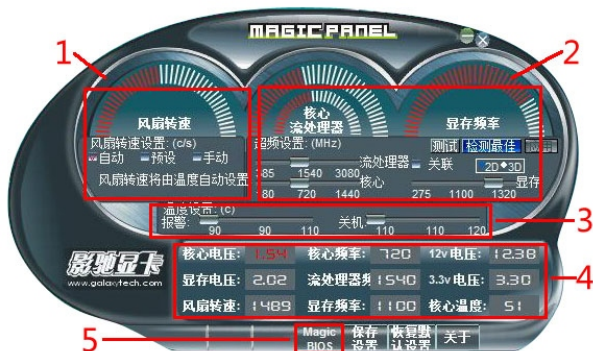 MAGIC PANEL
1
2
风扇转速
核心
流处理器
显存频率
风扇转速设置: (c/s)
自动 预设 手动
风扇转速将由温度自动设置
超频设置: (MHz)
测试 检测最佳
流处理器 关联 2D 3D
385 1540 3080
核心 显存
180 720 1440 275 1100 1320
温度设置: (c)
报警: 90 90 110
关机: 110 110 120
3
影驰显卡
www.galaxytech.com
核心电压: 1.54 核心频率: 720 12v电压: 12.38
显存电压: 2.02 流处理器频 1540 3.3v电压: 3.30
风扇转速: 1489 显存频率: 1100 核心温度: 51
4
5
Magic BIOS
保存设置
恢复默认设置
关于